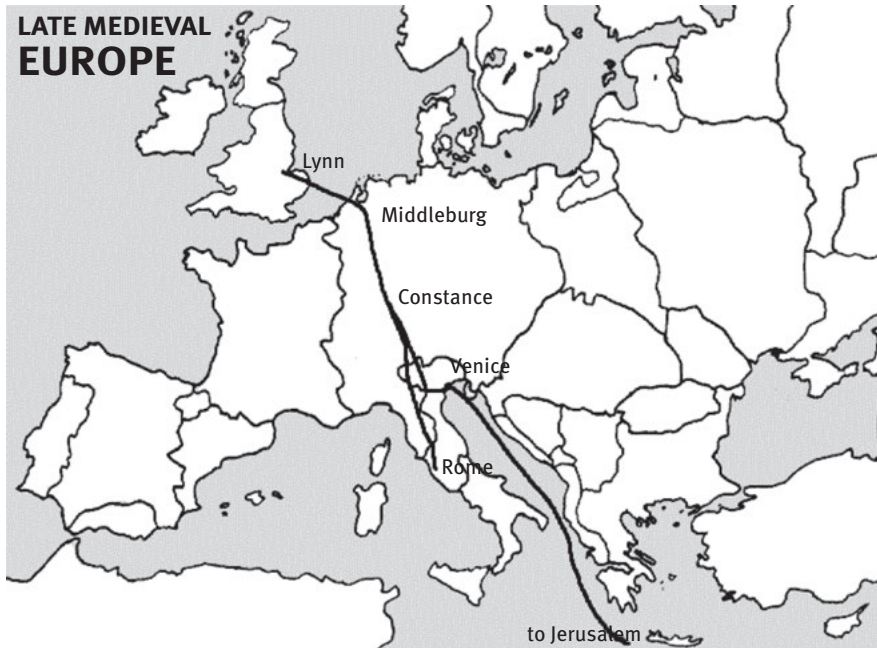 LATE MEDIEVAL
EUROPE
Lynn
Middleburg
Constance
Venice
Rome
to Jerusalem